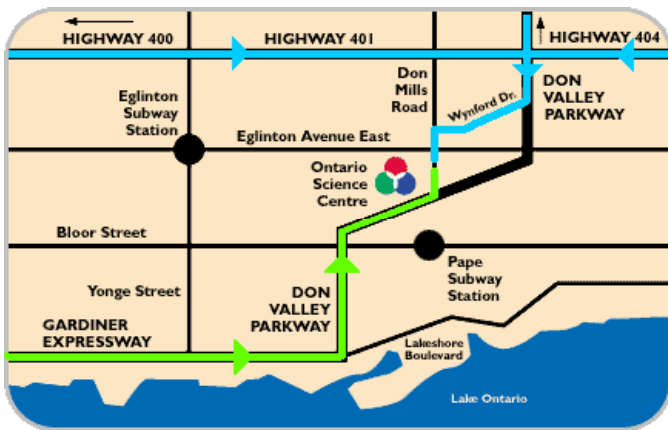 HIGHWAY 400
HIGHWAY 401
HIGHWAY 404
Eglinton
Subway
Station
Don
Mills
Road
Wynford Dr.
DON
VALLEY
PARKWAY
Eglinton Avenue East
Ontario
Science
Centre
Bloor Street
Yonge Street
DON
VALLEY
PARKWAY
Pape
Subway
Station
GARDINER
EXPRESSWAY
Lakeshore
Boulevard
Lake Ontario